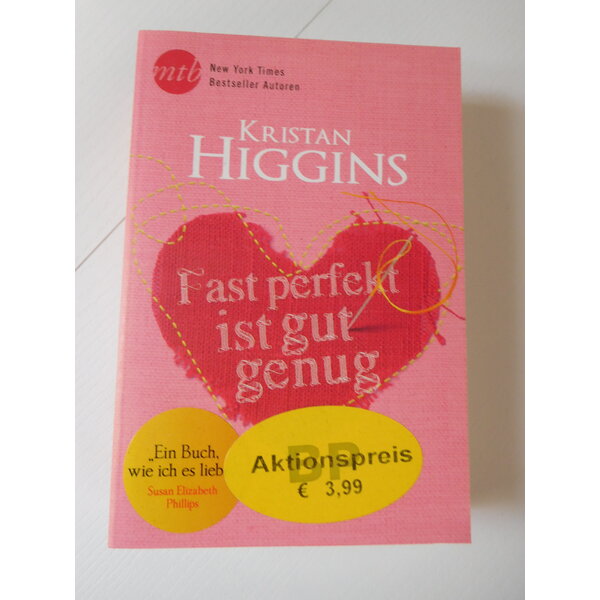 mtb
New York Times
Bestseller Autoren
KRISTAN
HIGGINS
Fast perfekt
ist gut
genug
„Ein Buch,
wie ich es lieb
Susan Elizabeth
Phillips
BP
Aktionspreis
€ 3,99